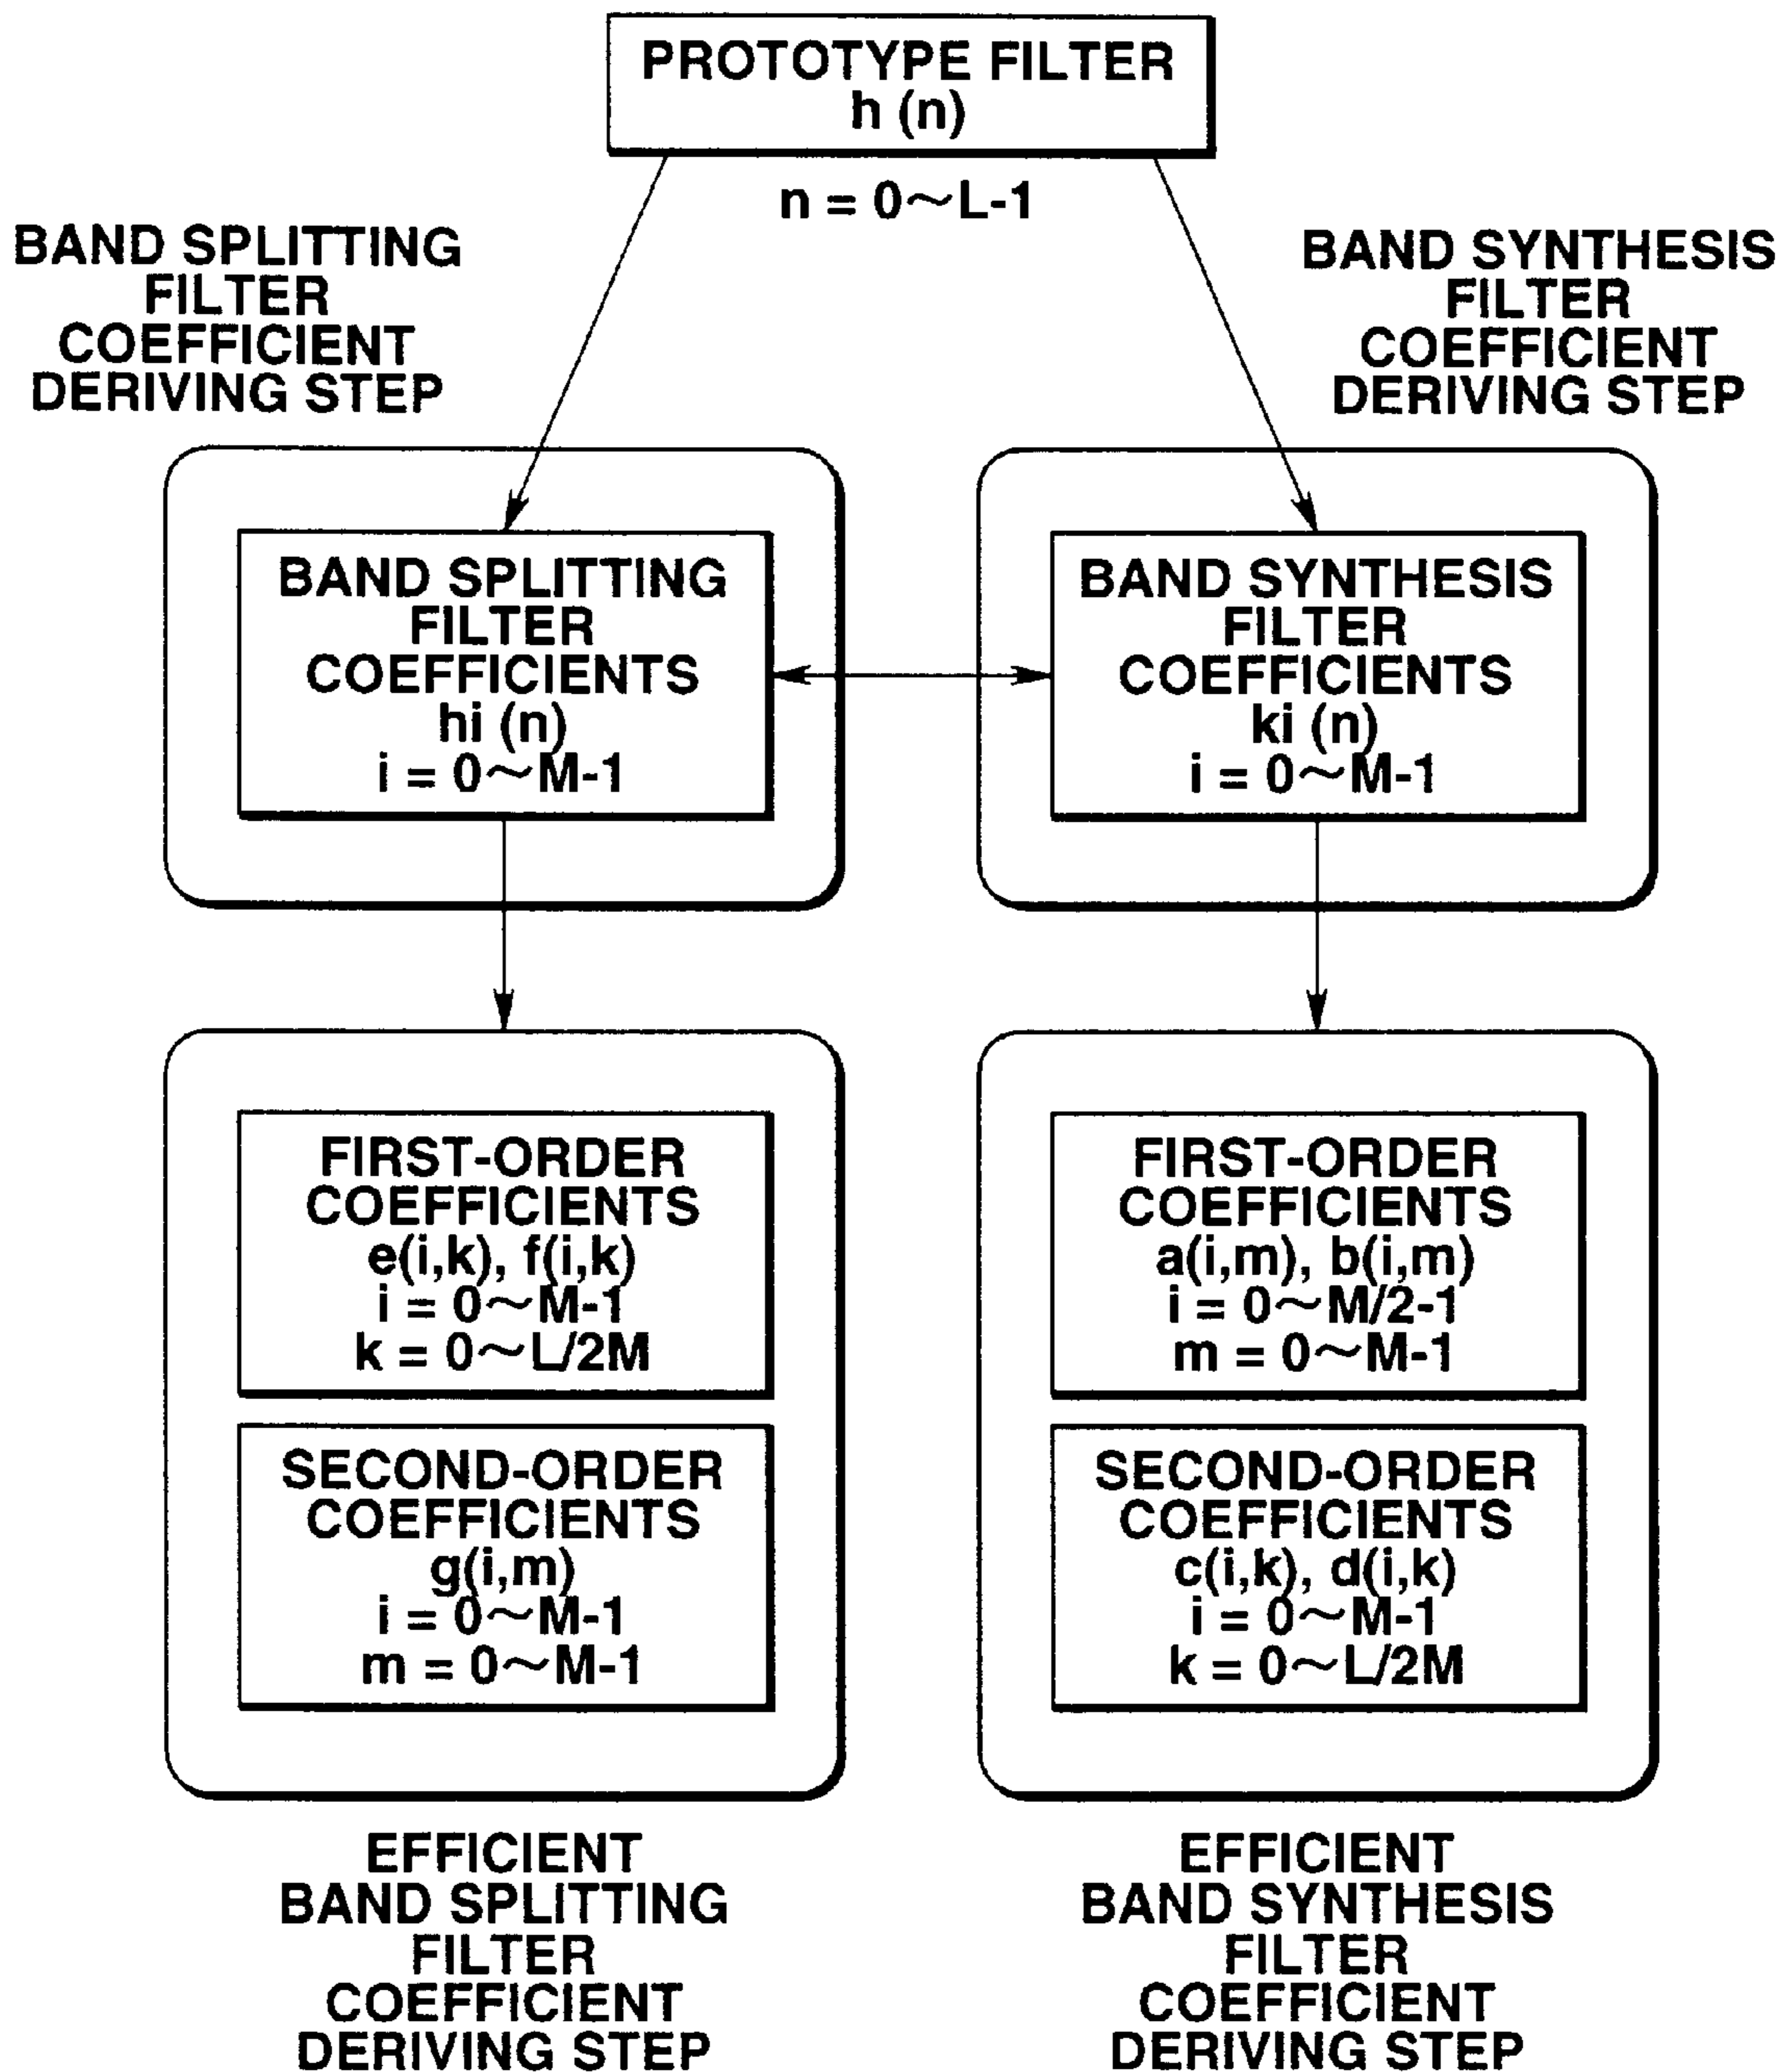 PROTOTYPE FILTER
h (n)
n = 0～L-1
BAND SPLITTING
FILTER
COEFFICIENT
DERIVING STEP
BAND SYNTHESIS
FILTER
COEFFICIENT
DERIVING STEP
BAND SPLITTING
FILTER
COEFFICIENTS
hi (n)
i = 0～M-1
BAND SYNTHESIS
FILTER
COEFFICIENTS
ki (n)
i = 0～M-1
FIRST-ORDER
COEFFICIENTS
e(i,k), f(i,k)
i = 0～M-1
k = 0～L/2M
FIRST-ORDER
COEFFICIENTS
a(i,m), b(i,m)
i = 0～M/2-1
m = 0～M-1
SECOND-ORDER
COEFFICIENTS
g(i,m)
i = 0～M-1
m = 0～M-1
SECOND-ORDER
COEFFICIENTS
c(i,k), d(i,k)
i = 0～M-1
k = 0～L/2M
EFFICIENT
BAND SPLITTING
FILTER
COEFFICIENT
DERIVING STEP
EFFICIENT
BAND SYNTHESIS
FILTER
COEFFICIENT
DERIVING STEP